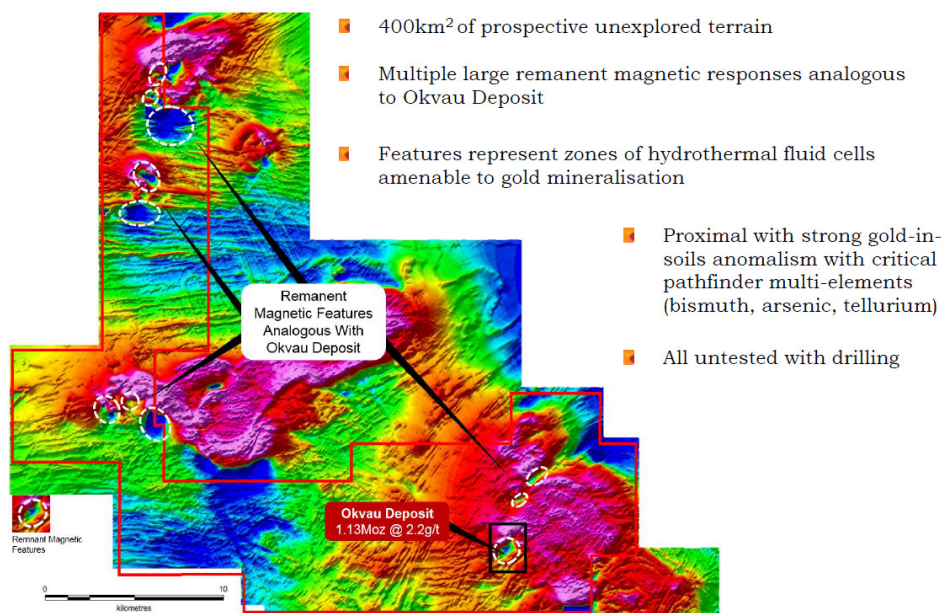 400km² of prospective unexplored terrain
Multiple large remanent magnetic responses analogous
to Okvau Deposit
Features represent zones of hydrothermal fluid cells
amenable to gold mineralisation
Proximal with strong gold-in-
soils anomalism with critical
pathfinder multi-elements
(bismuth, arsenic, tellurium)
All untested with drilling
Remanent
Magnetic Features
Analogous With
Okvau Deposit
Okvau Deposit
1.13Moz @ 2.2g/t
Remnant Magnetic
Features
0 10
kilometres